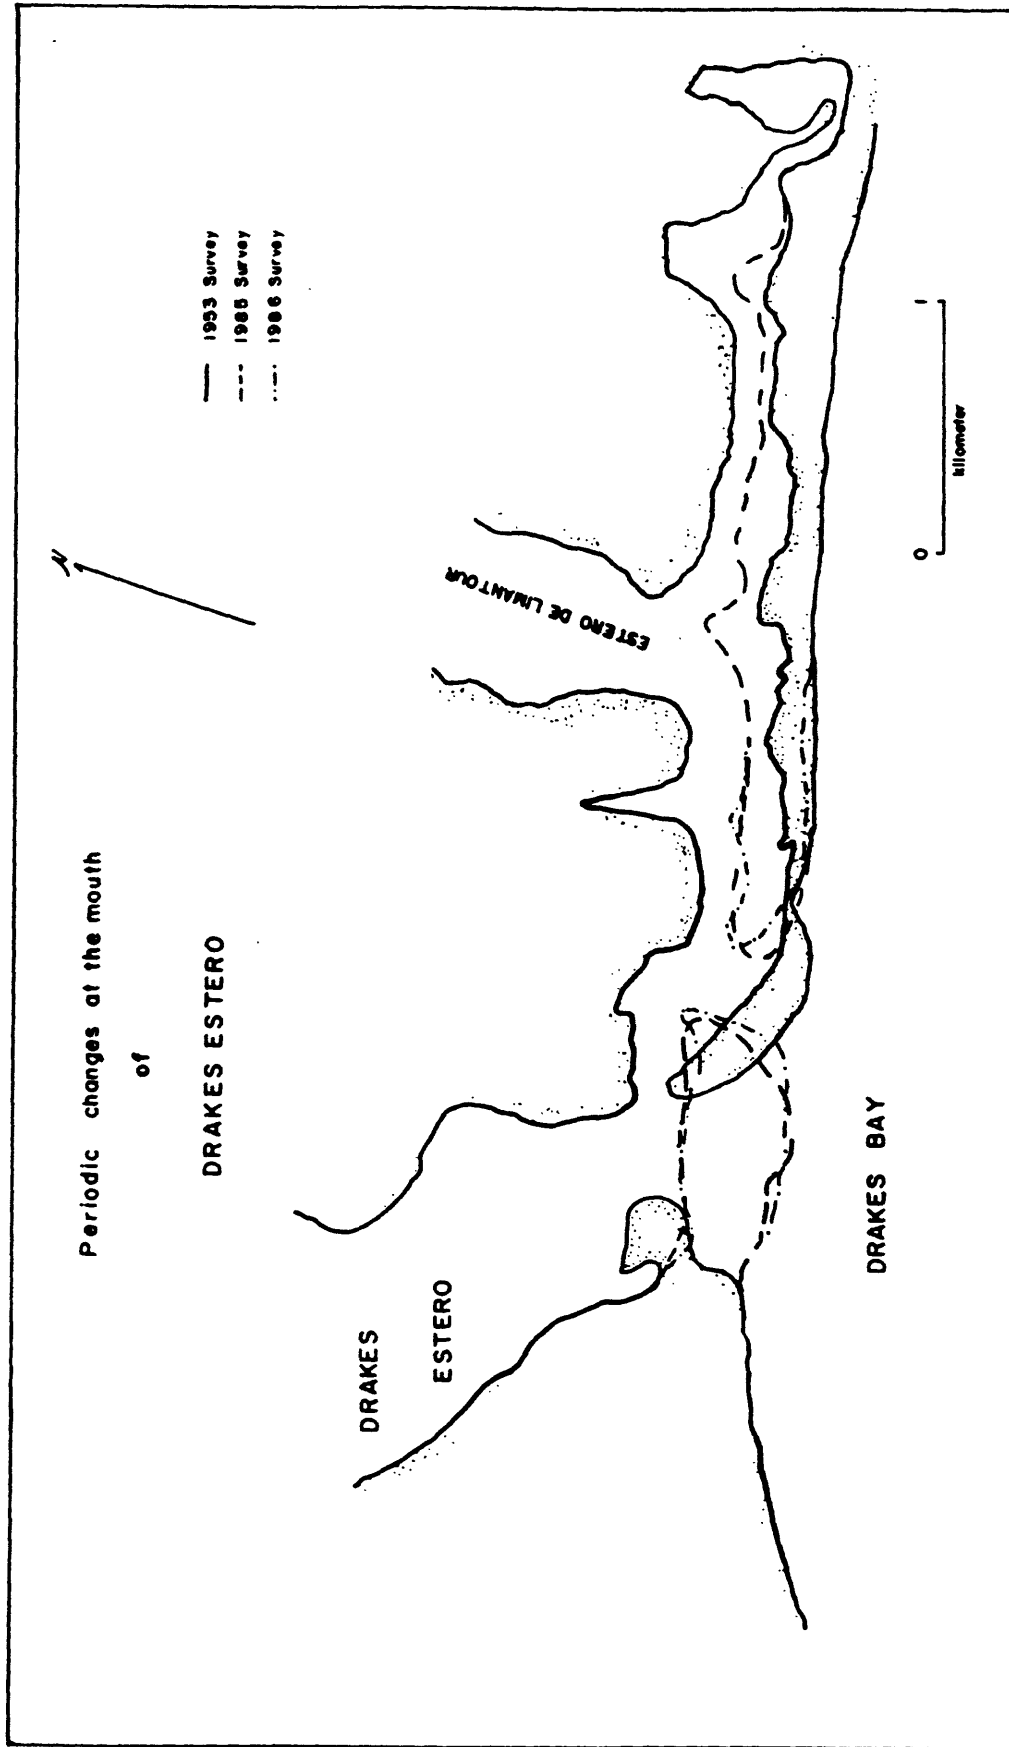 Periodic changes at the mouth
of
DRAKES ESTERO
1953 Survey
1985 Survey
1986 Survey
N
ESTERO DE LIMANTOUR
DRAKES
ESTERO
DRAKES BAY
0 1
kilometer